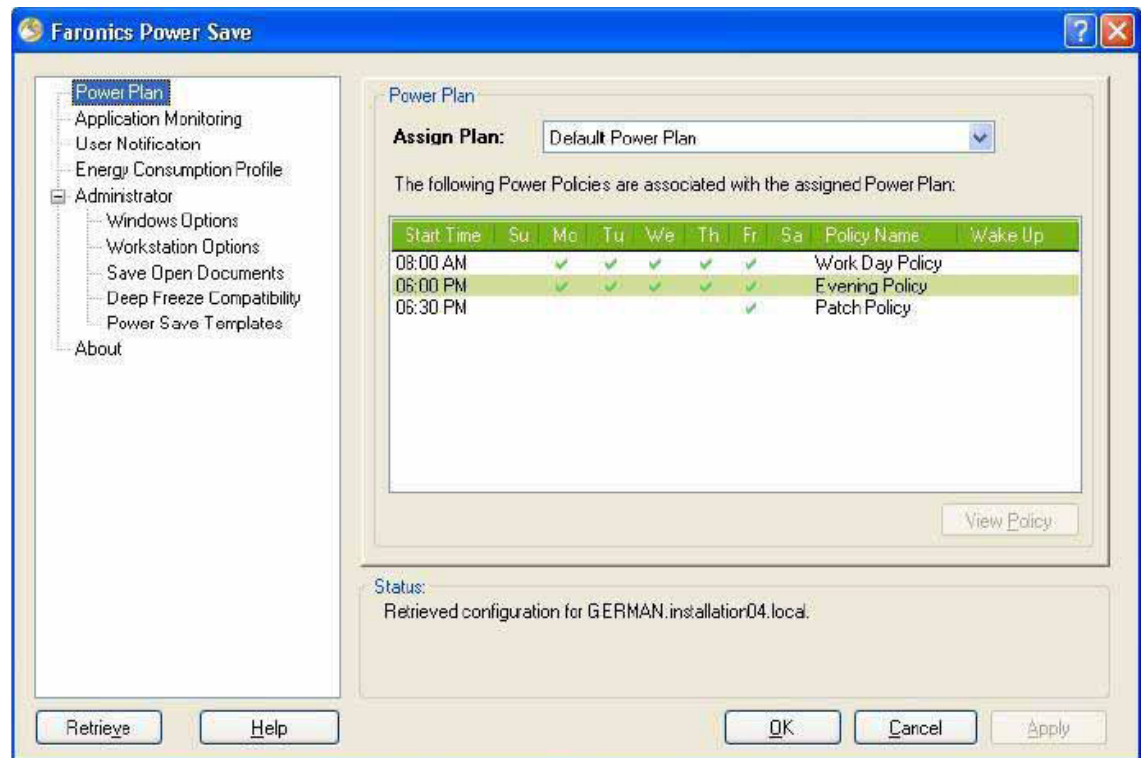 Faronics Power Save
Power Plan
Application Monitoring
User Notification
Energy Consumption Profile
Administrator
Windows Options
Workstation Options
Save Open Documents
Deep Freeze Compatibility
Power Save Templates
About
Power Plan
Assign Plan: Default Power Plan
The following Power Policies are associated with the assigned Power Plan:
Start Time Su Mo Tu We Th Fr Sa Policy Name Wake Up
08:00 AM ✓ ✓ ✓ ✓ ✓ Work Day Policy
06:00 PM ✓ ✓ ✓ ✓ ✓ Evening Policy
06:30 PM ✓ Patch Policy
View Policy
Status:
Retrieved configuration for GERMAN.installation04.local.
Retrieve Help OK Cancel Apply